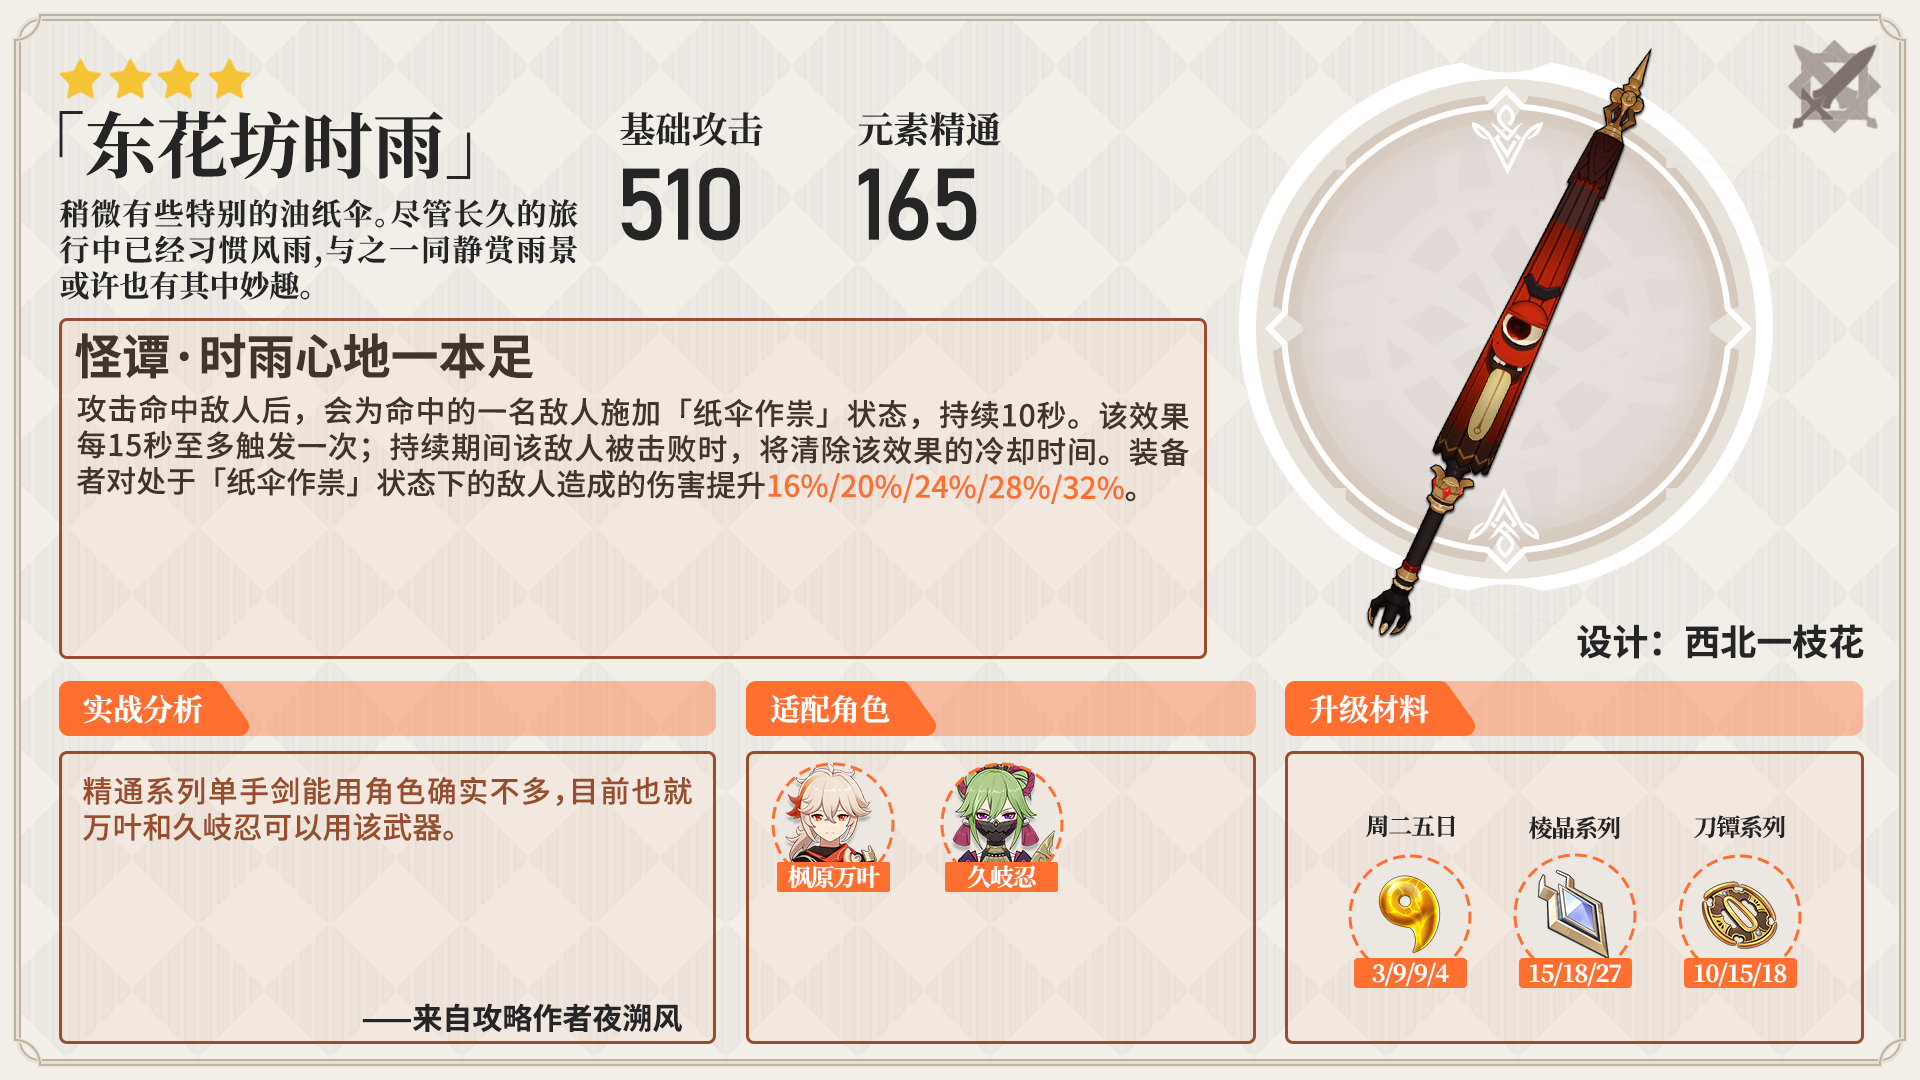 「东花坊时雨」
稍微有些特别的油纸伞。尽管长久的旅
行中已经习惯风雨,与之一同静赏雨景
或许也有其中妙趣。
基础攻击
510
元素精通
165
怪谭·时雨心地一本足
攻击命中敌人后，会为命中的一名敌人施加「纸伞作祟」状态，持续10秒。该效果
每15秒至多触发一次；持续期间该敌人被击败时，将清除该效果的冷却时间。装备
者对处于「纸伞作祟」状态下的敌人造成的伤害提升16%/20%/24%/28%/32%。
设计：西北一枝花
实战分析
精通系列单手剑能用角色确实不多,目前也就
万叶和久岐忍可以用该武器。
——来自攻略作者夜溯风
适配角色
枫原万叶
久岐忍
升级材料
周二五日
3/9/9/4
棱晶系列
15/18/27
刀镡系列
10/15/18